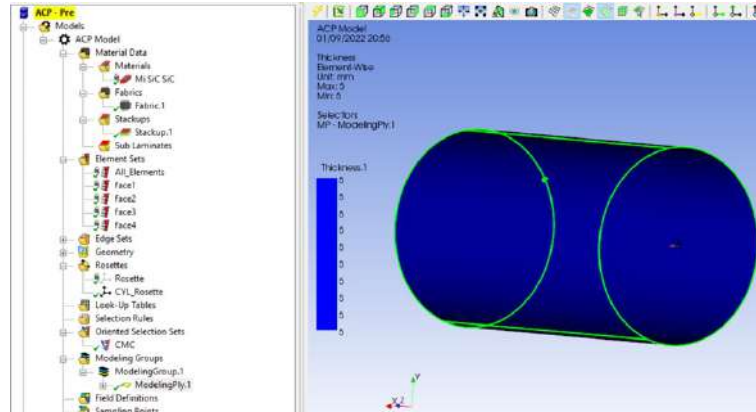 ACP - Pre
Models
ACP Model
Material Data
Materials
Mi SiC SiC
Fabrics
Fabric.1
Stackups
Stackup.1
Sub Laminates
Element Sets
All_Elements
face1
face2
face3
face4
Edge Sets
Geometry
Rosettes
Rosette
CYL_Rosette
Look-Up Tables
Selection Rules
Oriented Selection Sets
CMC
Modeling Groups
ModelingGroup.1
ModelingPly.1
Field Definitions
Sampling Points
ACP Model
01/09/2022 20:56
Thickness
Element-Wise
Unit: mm
Max: 5
Min: 5
Selection:
MP - ModelingPly.1
Thickness.1
5
5
5
5
5
5
5
5
5
5
Y
X Z